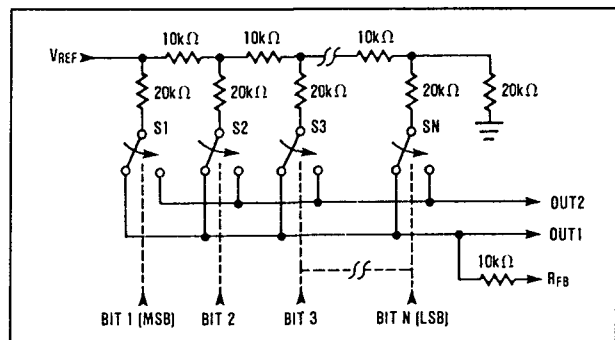 10kΩ 10kΩ 10kΩ
VREF
20kΩ 20kΩ 20kΩ 20kΩ 20kΩ
S1 S2 S3 SN
OUT2
OUT1
10kΩ
RFB
BIT 1 (MSB) BIT 2 BIT 3 BIT N (LSB)